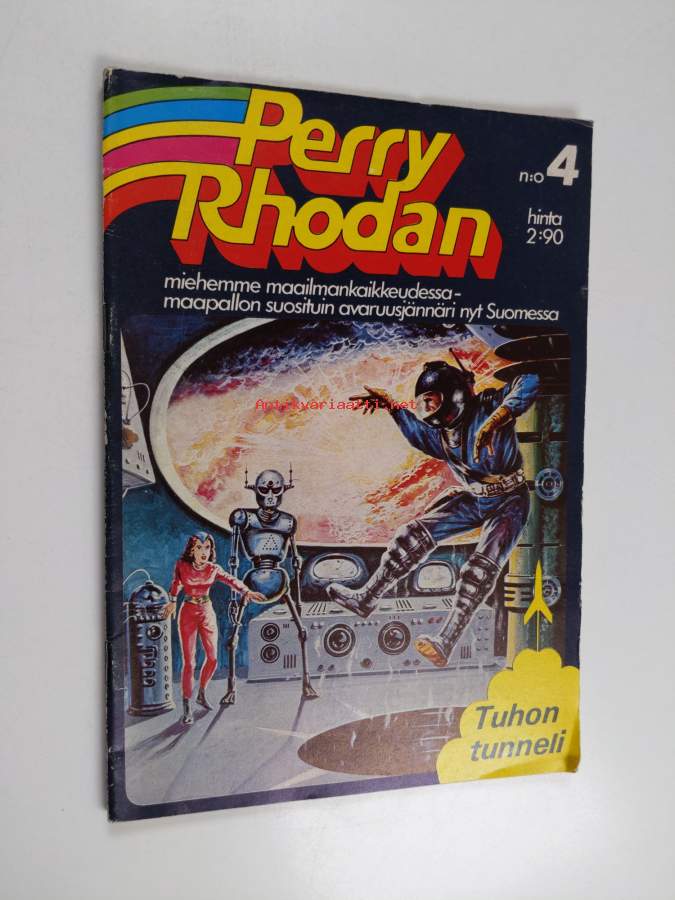 Perry
Rhodan
n:o 4
hinta
2:90
miehemme maailmankaikkeudessa-
maapallon suosituin avaruusjännäri nyt Suomessa
Antikvariaatti.net
Tuhon
tunneli